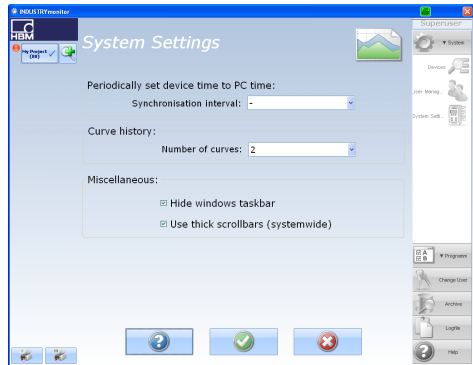 INDUSTRYmonitor
HBM
My Project
(88)
System Settings
Periodically set device time to PC time:
Synchronisation interval: -
Curve history:
Number of curves: 2
Miscellaneous:
Hide windows taskbar
Use thick scrollbars (systemwide)
Superuser
System
Devices
User Manag...
System Setti...
A
B
Programs
Change User
Archive
Logfile
Help